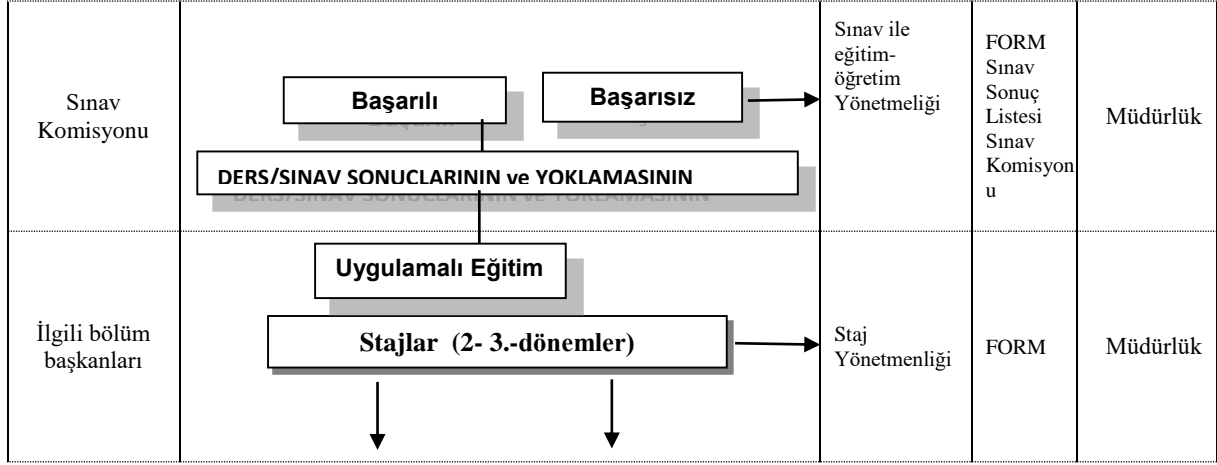 Sınav
Komisyonu
Başarılı
Başarısız
DERS/SINAV SONUÇLARININ ve YOKLAMASININ
Sınav ile
eğitim-
öğretim
Yönetmeliği
FORM
Sınav
Sonuç
Listesi
Sınav
Komisyon
u
Müdürlük
İlgili bölüm
başkanları
Uygulamalı Eğitim
Stajlar (2- 3.-dönemler)
Staj
Yönetmenliği
FORM
Müdürlük